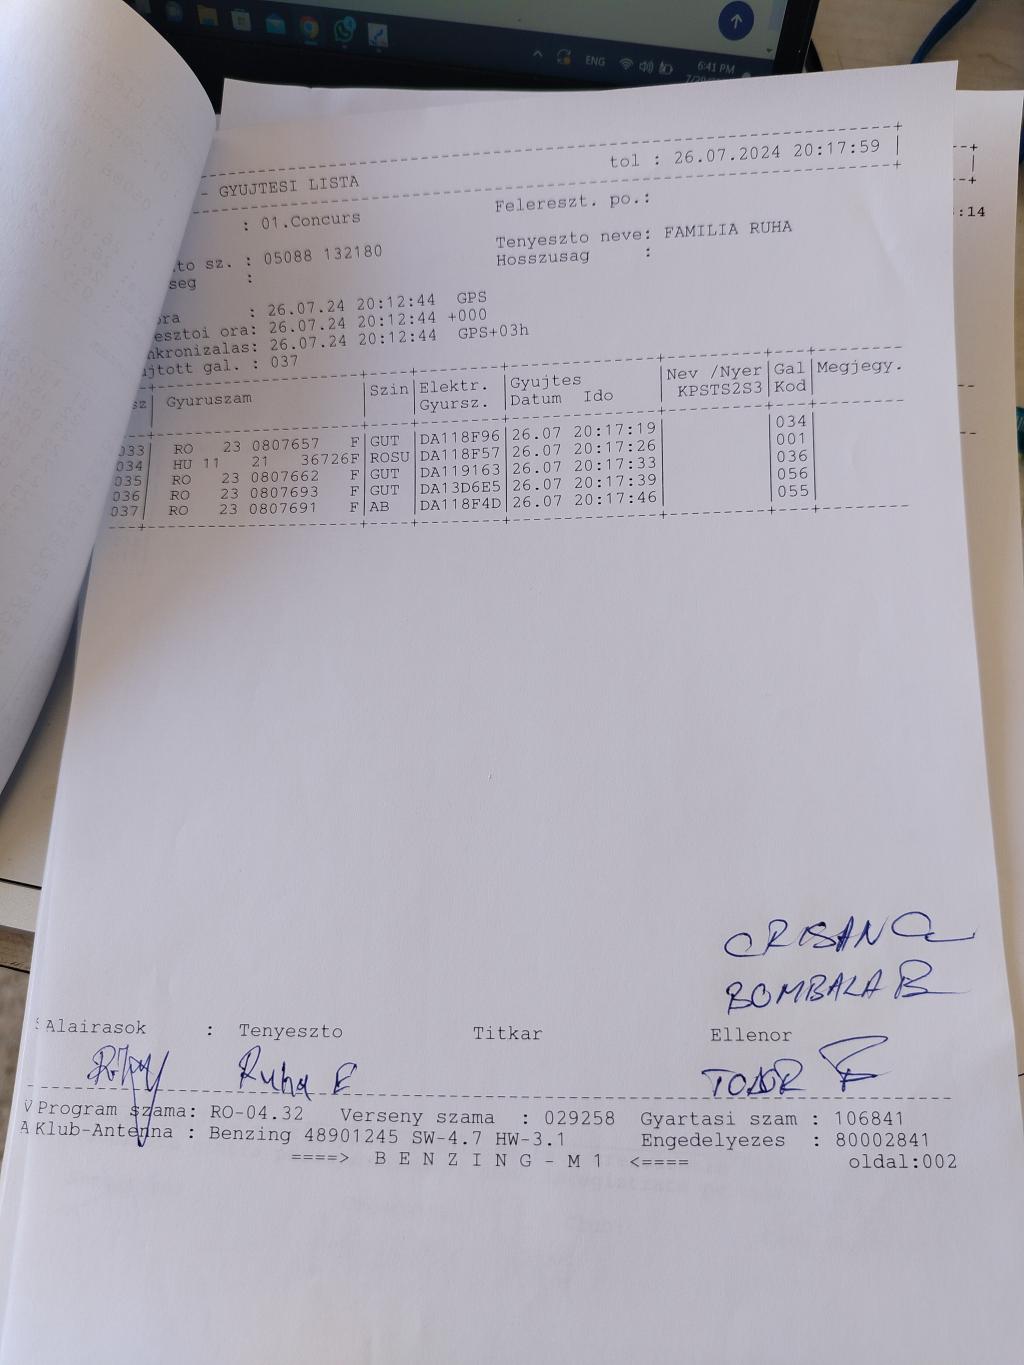 ENG
6:41 PM
- GYUJTESI LISTA tol : 26.07.2024 20:17:59
:14
: 01.Concurs Felereszt. po.:
to sz. : 05088 132180 Tenyeszto neve: FAMILIA RUHA
seg : Hosszusag :
ora : 26.07.24 20:12:44 GPS
esztoi ora: 26.07.24 20:12:44 +000
nkronizalas: 26.07.24 20:12:44 GPS+03h
jtott gal. : 037
sz Gyuruszam Szin Elektr. Gyujtes Nev /Nyer Gal Megjegy.
Gyursz. Datum Ido KPSTS2S3 Kod
033 RO 23 0807657 F GUT DA118F96 26.07 20:17:19 034
034 HU 11 21 36726F ROSU DA118F57 26.07 20:17:26 001
035 RO 23 0807662 F GUT DA119163 26.07 20:17:33 036
036 RO 23 0807693 F GUT DA13D6E5 26.07 20:17:39 056
037 RO 23 0807691 F AB DA118F4D 26.07 20:17:46 055
CRISAN
BOMBALA B
Alairasok : Tenyeszto Titkar Ellenor
Ruha E TODOR
Program szama: RO-04.32 Verseny szama : 029258 Gyartasi szam : 106841
Klub-Antenna : Benzing 48901245 SW-4.7 HW-3.1 Engedelyezes : 80002841
====> B E N Z I N G - M 1 <==== oldal:002